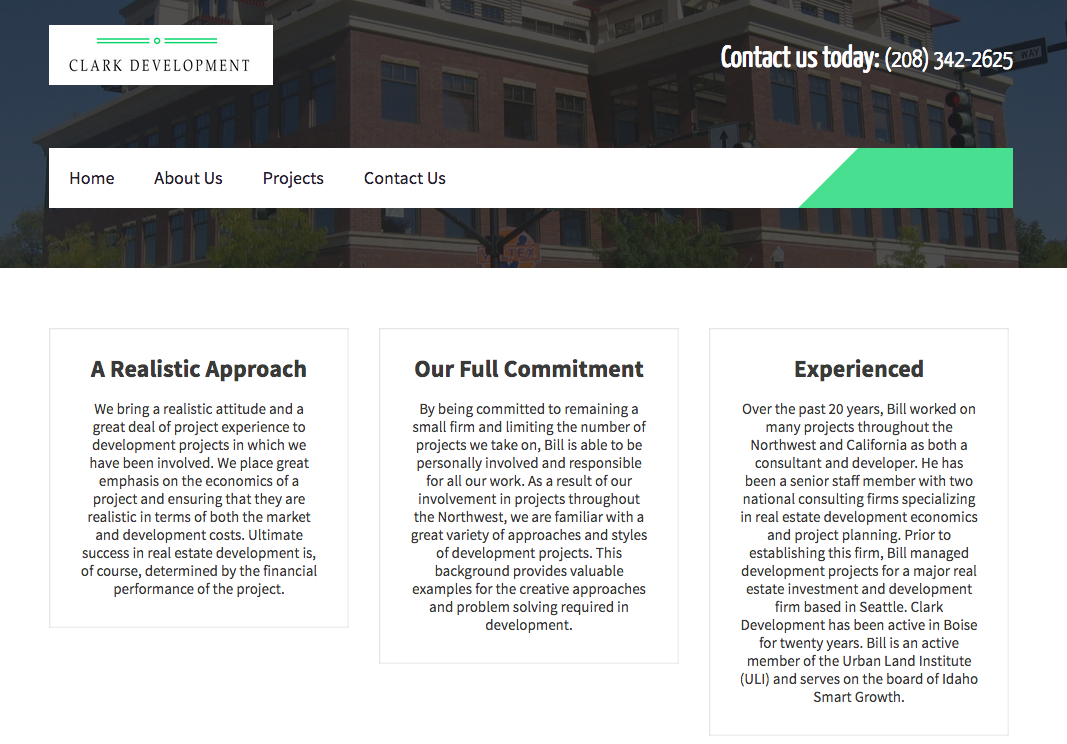 CLARK DEVELOPMENT
Contact us today: (208) 342-2625
WAY
Home About Us Projects Contact Us
A Realistic Approach
We bring a realistic attitude and a
great deal of project experience to
development projects in which we
have been involved. We place great
emphasis on the economics of a
project and ensuring that they are
realistic in terms of both the market
and development costs. Ultimate
success in real estate development is,
of course, determined by the financial
performance of the project.
Our Full Commitment
By being committed to remaining a
small firm and limiting the number of
projects we take on, Bill is able to be
personally involved and responsible
for all our work. As a result of our
involvement in projects throughout
the Northwest, we are familiar with a
great variety of approaches and styles
of development projects. This
background provides valuable
examples for the creative approaches
and problem solving required in
development.
Experienced
Over the past 20 years, Bill worked on
many projects throughout the
Northwest and California as both a
consultant and developer. He has
been a senior staff member with two
national consulting firms specializing
in real estate development economics
and project planning. Prior to
establishing this firm, Bill managed
development projects for a major real
estate investment and development
firm based in Seattle. Clark
Development has been active in Boise
for twenty years. Bill is an active
member of the Urban Land Institute
(ULI) and serves on the board of Idaho
Smart Growth.